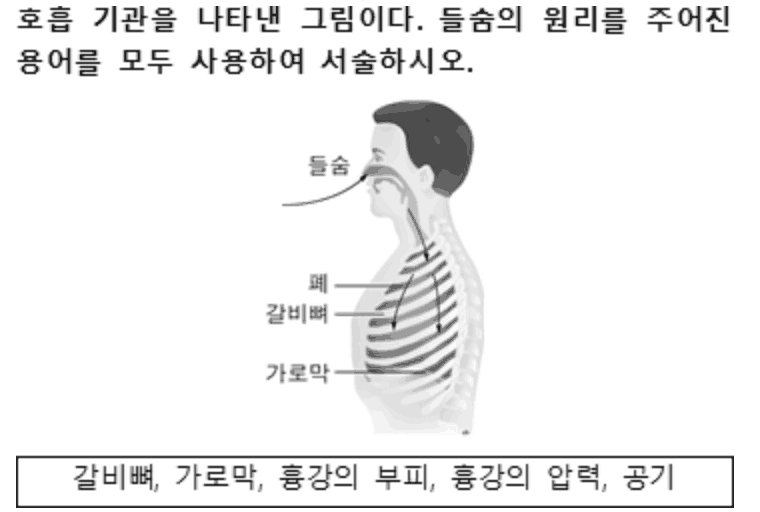 호흡 기관을 나타낸 그림이다. 들숨의 원리를 주어진
용어를 모두 사용하여 서술하시오.
들숨
폐
갈비뼈
가로막
갈비뼈, 가로막, 흉강의 부피, 흉강의 압력, 공기